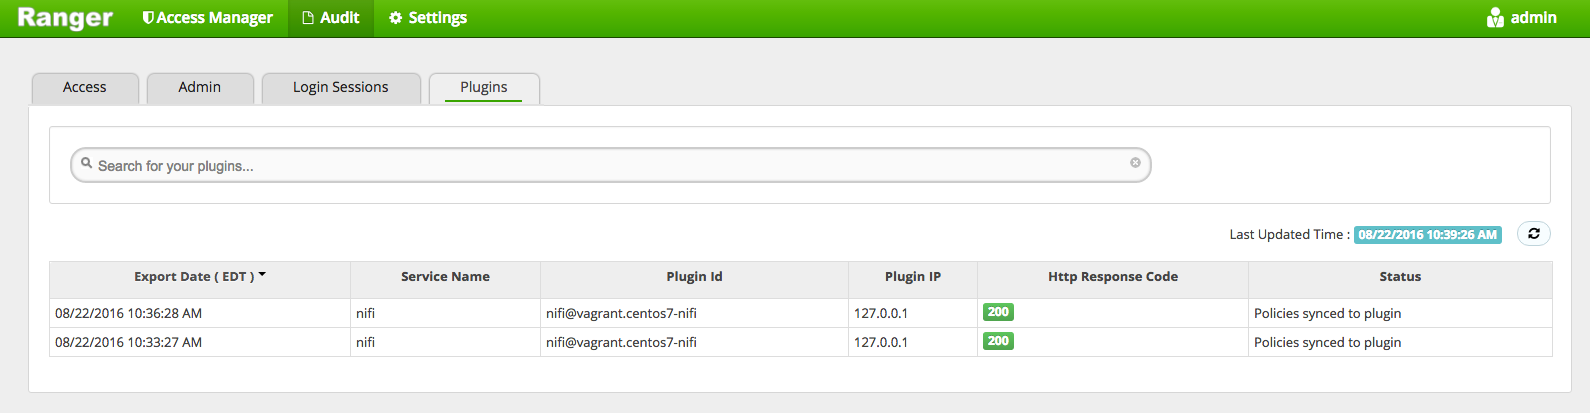 Ranger Access Manager Audit Settings admin
Access Admin Login Sessions Plugins
Search for your plugins...
Last Updated Time : 08/22/2016 10:39:26 AM
Export Date ( EDT ) Service Name Plugin Id Plugin IP Http Response Code Status
08/22/2016 10:36:28 AM nifi nifi@vagrant.centos7-nifi 127.0.0.1 200 Policies synced to plugin
08/22/2016 10:33:27 AM nifi nifi@vagrant.centos7-nifi 127.0.0.1 200 Policies synced to plugin